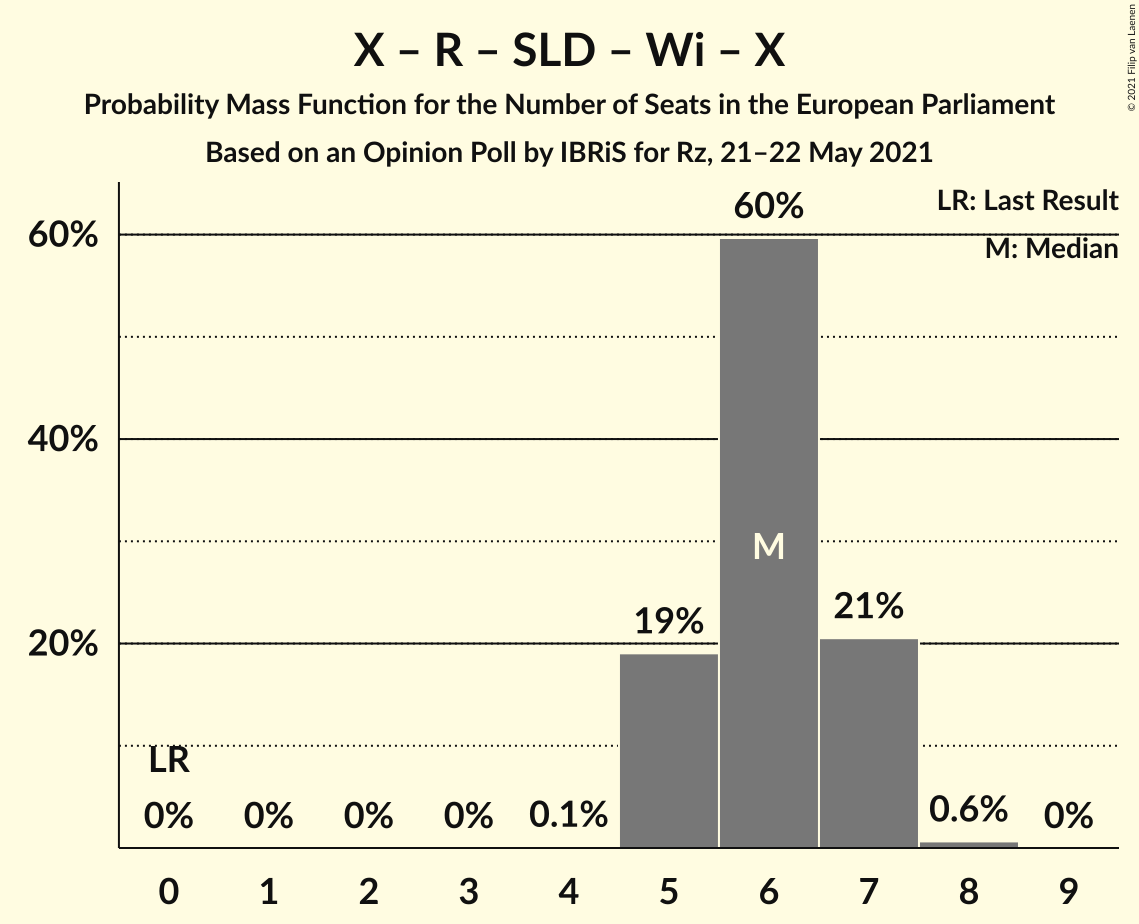 X – R – SLD – Wi – X
Probability Mass Function for the Number of Seats in the European Parliament
Based on an Opinion Poll by IBRiS for Rz, 21–22 May 2021
© 2021 Filip van Laenen
LR: Last Result
M: Median
60%
60%
40%
M
21%
19%
20%
LR
0% 0% 0% 0% 0.1% 0.6% 0%
0 1 2 3 4 5 6 7 8 9